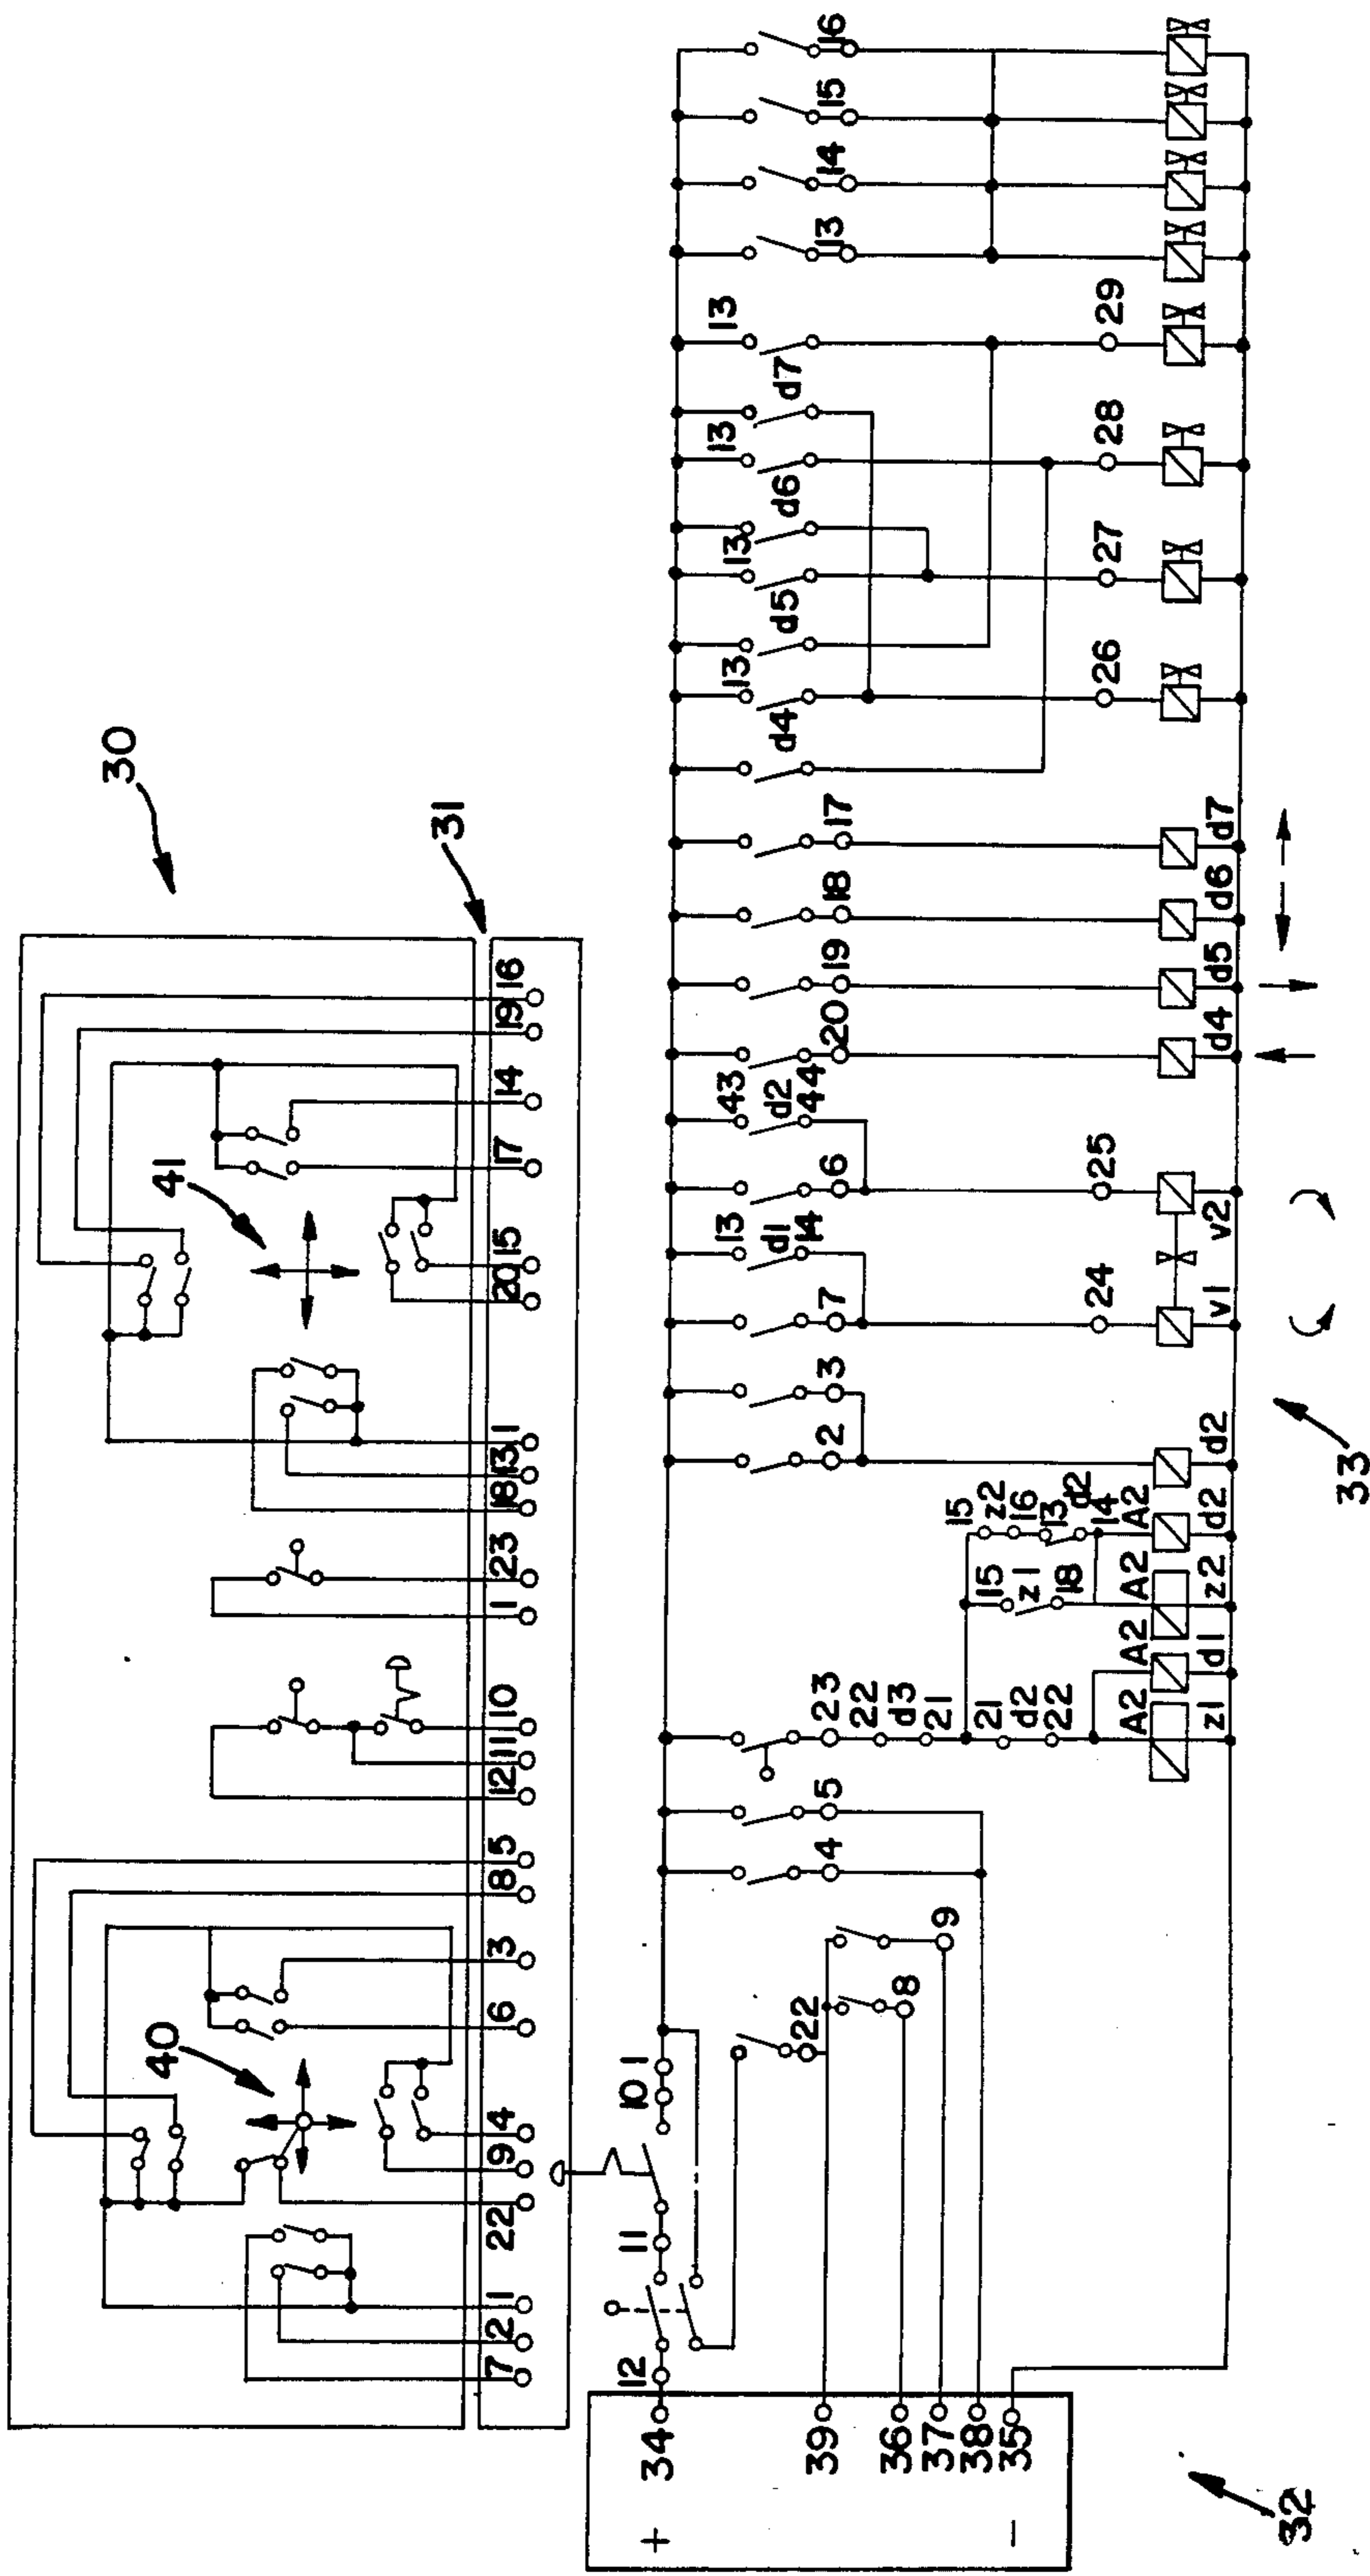 30
40 41
31
7 2 1 22 9 4 6 3 8 5 12 11 10 1 23 18 13 1 20 15 17 14 19 16
+ 34 12 11 10 1
13 43 13 13 13 13
d1 d2 d4 d5 d6 d7
22 4 5 23 2 3 7 14 6 44 20 19 18 17 13 14 15 16
39 22
36 8 d3
37 9 21
38 21 15 15
d2 z1 z2
22 18 16
– 35 13 d2
14
24 25 26 27 28 29
A2 A2 A2 A2
z1 d1 z2 d2 d2 v1 v2 d4 d5 d6 d7
32 33